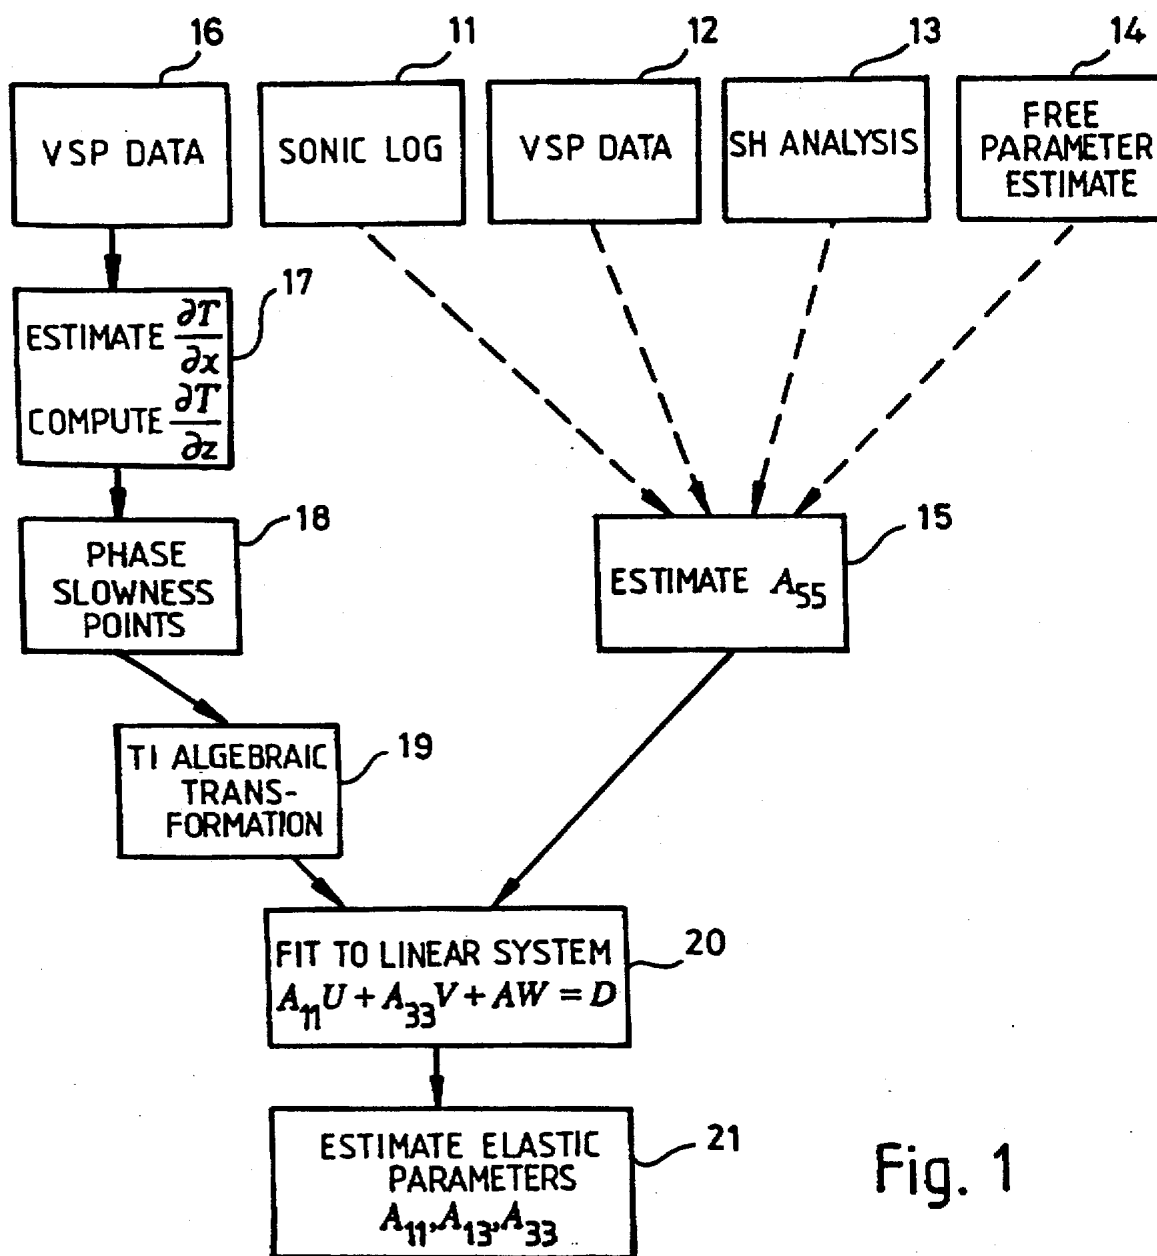 16
11
12
13
14
VSP DATA
SONIC LOG
VSP DATA
SH ANALYSIS
FREE
PARAMETER
ESTIMATE
17
ESTIMATE ∂T/∂x
COMPUTE ∂T/∂z
18
PHASE
SLOWNESS
POINTS
15
ESTIMATE A₅₅
19
TI ALGEBRAIC
TRANS-
FORMATION
20
FIT TO LINEAR SYSTEM
A₁₁U + A₃₃V + AW = D
21
ESTIMATE ELASTIC
PARAMETERS
A₁₁,A₁₃,A₃₃
Fig. 1